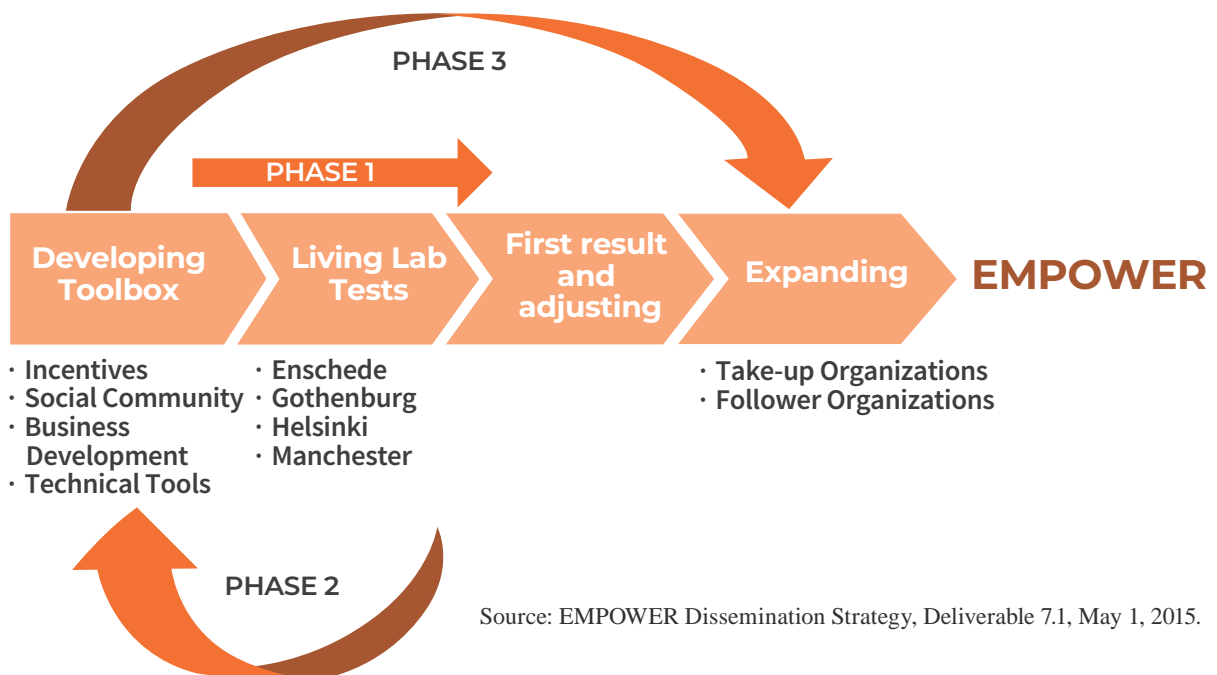 PHASE 3
PHASE 1
Developing
Toolbox
Living Lab
Tests
First result
and
adjusting
Expanding
EMPOWER
· Incentives
· Social Community
· Business
Development
· Technical Tools
· Enschede
· Gothenburg
· Helsinki
· Manchester
· Take-up Organizations
· Follower Organizations
PHASE 2
Source: EMPOWER Dissemination Strategy, Deliverable 7.1, May 1, 2015.